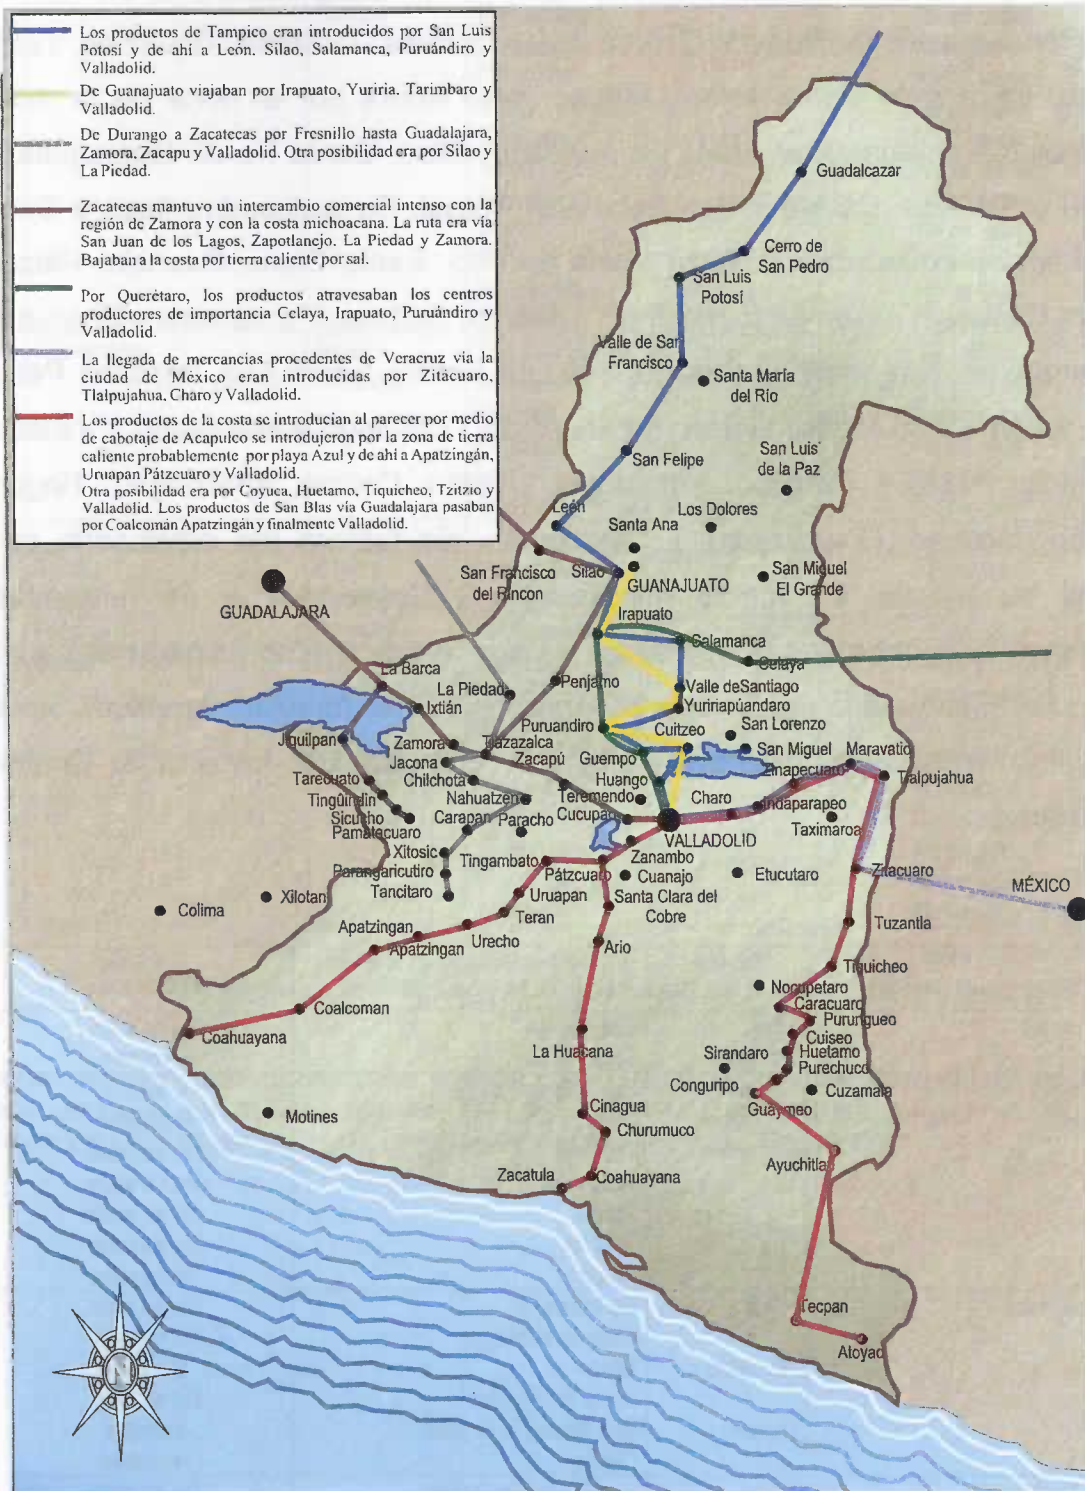 Los productos de Tampico eran introducidos por San Luis
Potosí y de ahí a León. Silao, Salamanca, Puruándiro y
Valladolid.
De Guanajuato viajaban por Irapuato, Yuriria. Tarimbaro y
Valladolid.
De Durango a Zacatecas por Fresnillo hasta Guadalajara,
Zamora, Zacapu y Valladolid. Otra posibilidad era por Silao y
La Piedad.
Zacatecas mantuvo un intercambio comercial intenso con la
región de Zamora y con la costa michoacana. La ruta era vía
San Juan de los Lagos, Zapotlanejo. La Piedad y Zamora.
Bajaban a la costa por tierra caliente por sal.
Por Querétaro, los productos atravesaban los centros
productores de importancia Celaya, Irapuato, Puruándiro y
Valladolid.
La llegada de mercancías procedentes de Veracruz vía la
ciudad de México eran introducidas por Zitácuaro,
Tlalpujahua, Charo y Valladolid.
Los productos de la costa se introducían al parecer por medio
de cabotaje de Acapulco se introdujeron por la zona de tierra
caliente probablemente por playa Azul y de ahí a Apatzingán,
Uruapan Pátzcuaro y Valladolid.
Otra posibilidad era por Coyuca, Huetamo, Tiquicheo, Tzitzio y
Valladolid. Los productos de San Blas vía Guadalajara pasaban
por Coalcomán Apatzingán y finalmente Valladolid.
Guadalcazar
Cerro de
San Pedro
San Luis
Potosí
Valle de San
Francisco
Santa María
del Río
San Felipe
San Luis
de la Paz
León
Santa Ana
Los Dolores
San Francisco
del Rincon
Silao
GUANAJUATO
San Miguel
El Grande
GUADALAJARA
Irapuato
Salamanca
Celaya
La Barca
La Piedad
Penjamo
Valle deSantiago
Ixtián
Yuririapúandaro
Puruandiro
Cuitzeo
San Lorenzo
Jiquilpan
Zamora
Tlazazalca
San Miguel
Maravatio
Jacona
Zacapú
Guempo
Tlalpujahua
Tarecuato
Chilchota
Huango
Zinapecuaro
Tingüindin
Nahuatzen
Teremendo
Charo
Indaparapeo
Sicuicho
Carapan
Paracho
Cucupao
Taximaroa
Pamatacuaro
VALLADOLID
Xitosic
Tingambato
Zanambo
Parangaricutiro
Pátzcuaro
Cuanajo
Etucutaro
Zitacuaro
MÉXICO
Xilotan
Tancitaro
Uruapan
Santa Clara del
Cobre
Colima
Teran
Tuzantla
Apatzingan
Urecho
Apatzingan
Ario
Tiquicheo
Nocupetaro
Coalcoman
Caracuaro
Purungueo
Coahuayana
Cuiseo
La Huacana
Sirandaro
Huetamo
Purechuco
Conguripo
Cuzamala
Guaymeo
Motines
Cinagua
Churumuco
Ayuchitlan
Zacatula
Coahuayana
Tecpan
Atoyad
N